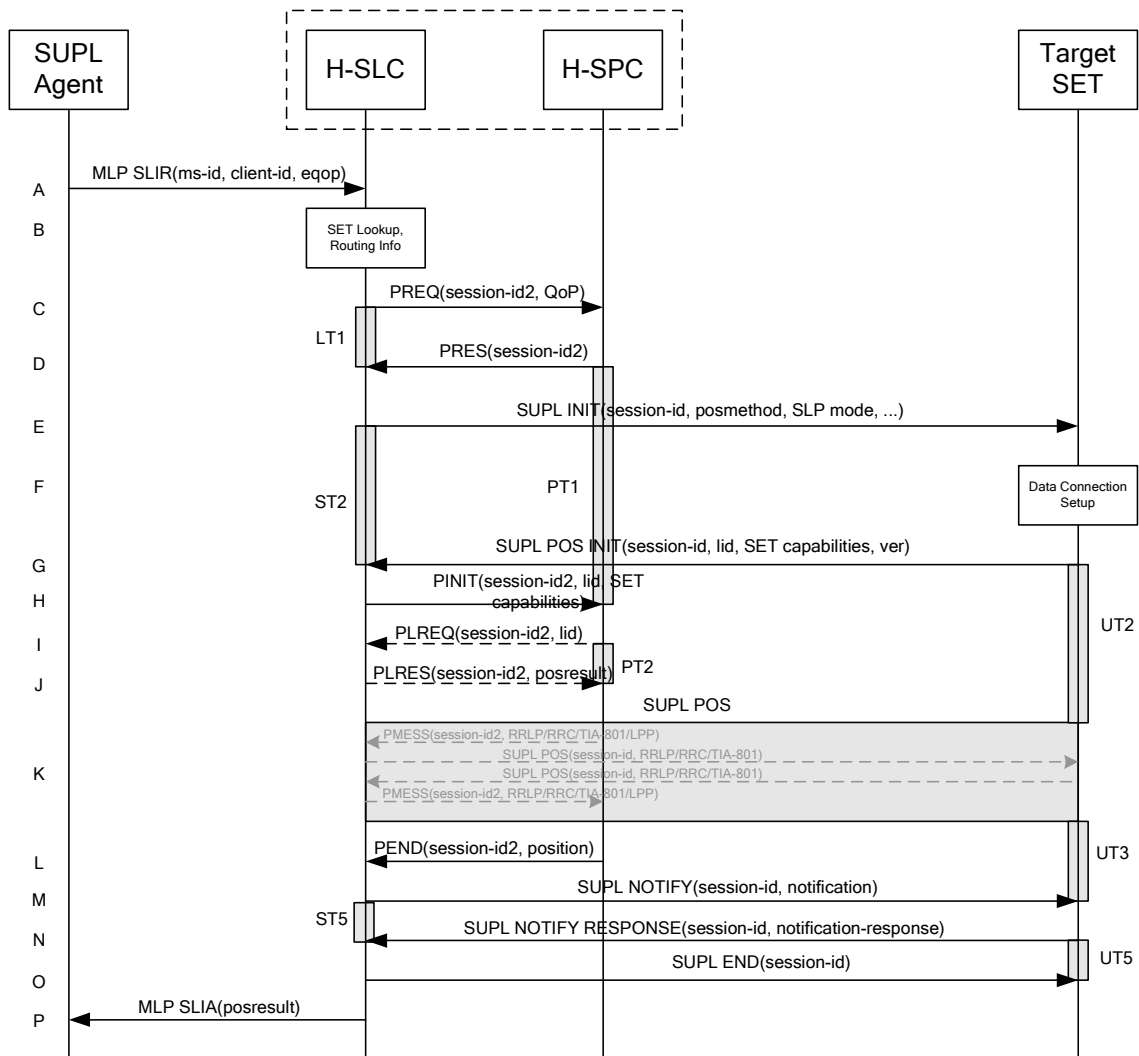 SUPL
Agent
H-SLC
H-SPC
Target
SET
MLP SLIR(ms-id, client-id, eqop)
A
B
SET Lookup,
Routing Info
PREQ(session-id2, QoP)
C
LT1
PRES(session-id2)
D
SUPL INIT(session-id, posmethod, SLP mode, ...)
E
F
ST2
PT1
Data Connection
Setup
SUPL POS INIT(session-id, lid, SET capabilities, ver)
G
PINIT(session-id2, lid, SET
capabilities)
H
UT2
PLREQ(session-id2, lid)
I
PT2
PLRES(session-id2, posresult)
J
SUPL POS
PMESS(session-id2, RRLP/RRC/TIA-801/LPP)
SUPL POS(session-id, RRLP/RRC/TIA-801)
K
SUPL POS(session-id, RRLP/RRC/TIA-801)
PMESS(session-id2, RRLP/RRC/TIA-801/LPP)
PEND(session-id2, position)
L
UT3
SUPL NOTIFY(session-id, notification)
M
ST5
SUPL NOTIFY RESPONSE(session-id, notification-response)
N
UT5
SUPL END(session-id)
O
MLP SLIA(posresult)
P